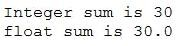 Integer sum is 30
float sum is 30.0